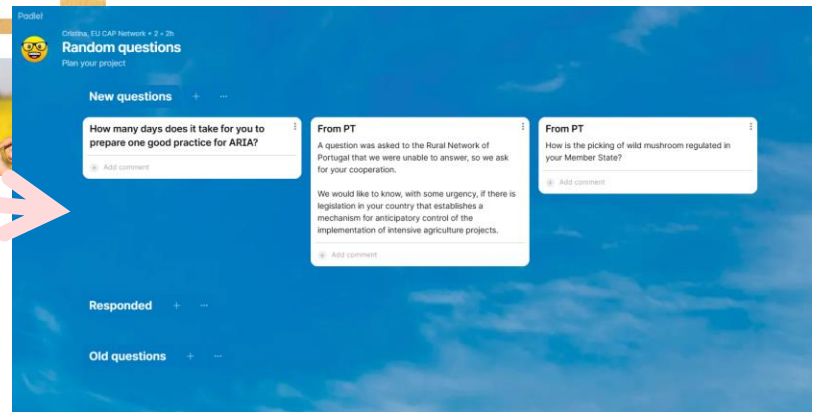 Padlet
Cristina, EU CAP Network • 2 • 2h
Random questions
Plan your project
New questions
How many days does it take for you to
prepare one good practice for ARIA?
Add comment
From PT
A question was asked to the Rural Network of
Portugal that we were unable to answer, so we ask
for your cooperation.
We would like to know, with some urgency, if there is
legislation in your country that establishes a
mechanism for anticipatory control of the
implementation of intensive agriculture projects.
Add comment
From PT
How is the picking of wild mushroom regulated in
your Member State?
Add comment
Responded
Old questions